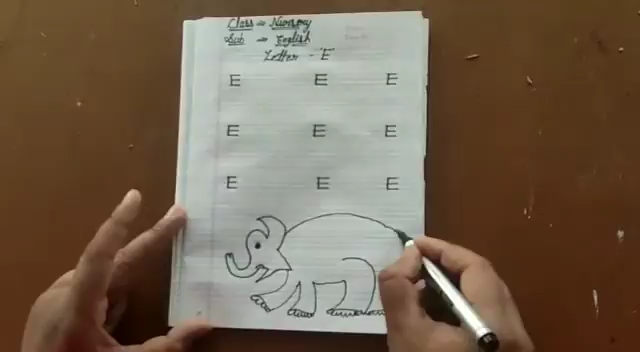 Class => Nursery
Sub => English
Letter - 'E'
E E E
E E E
E E E